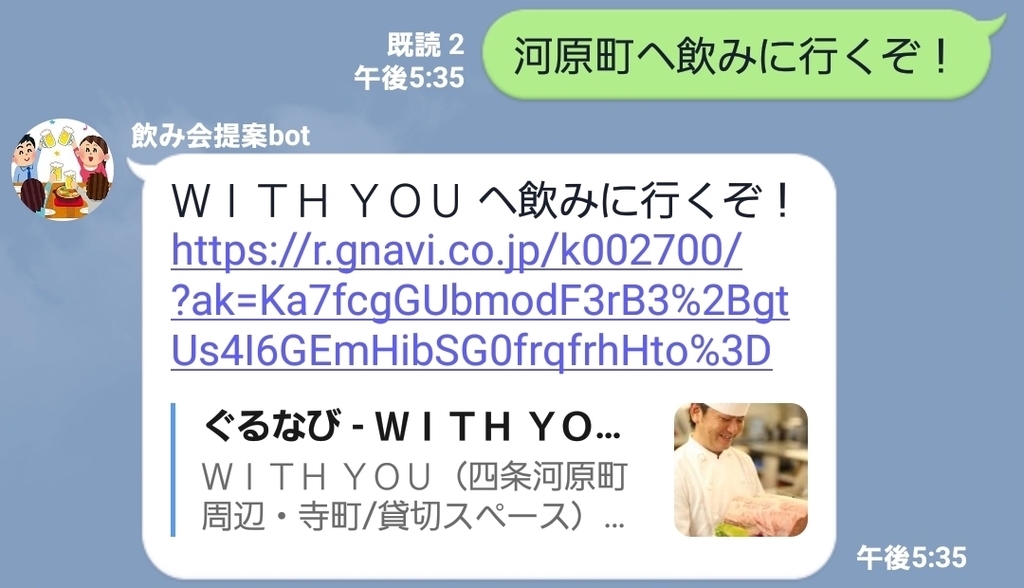 既読 2
午後5:35
河原町へ飲みに行くぞ！
飲み会提案bot
ＷＩＴＨ ＹＯＵ へ飲みに行くぞ！
https://r.gnavi.co.jp/k002700/
?ak=Ka7fcgGUbmodF3rB3%2Bgt
Us4I6GEmHibSG0frqfrhHto%3D
ぐるなび - ＷＩＴＨ ＹＯ...
ＷＩＴＨ ＹＯＵ（四条河原町
周辺・寺町/貸切スペース）...
午後5:35